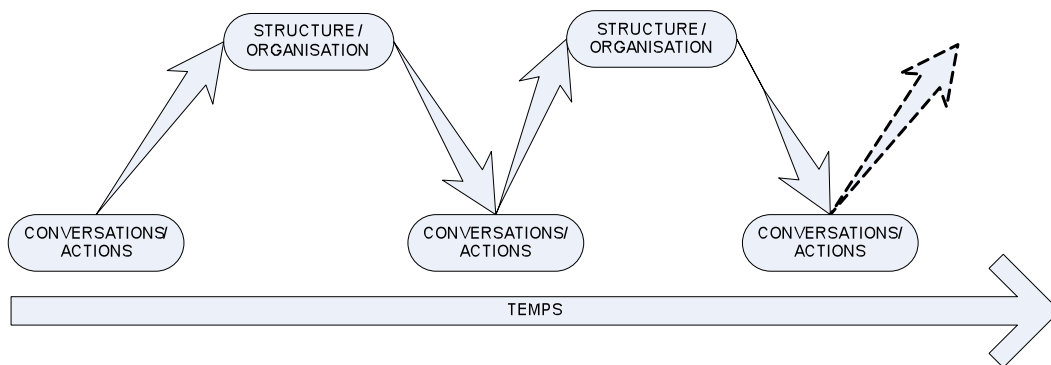 STRUCTURE /
ORGANISATION
STRUCTURE /
ORGANISATION
CONVERSATIONS/
ACTIONS
CONVERSATIONS/
ACTIONS
CONVERSATIONS/
ACTIONS
TEMPS